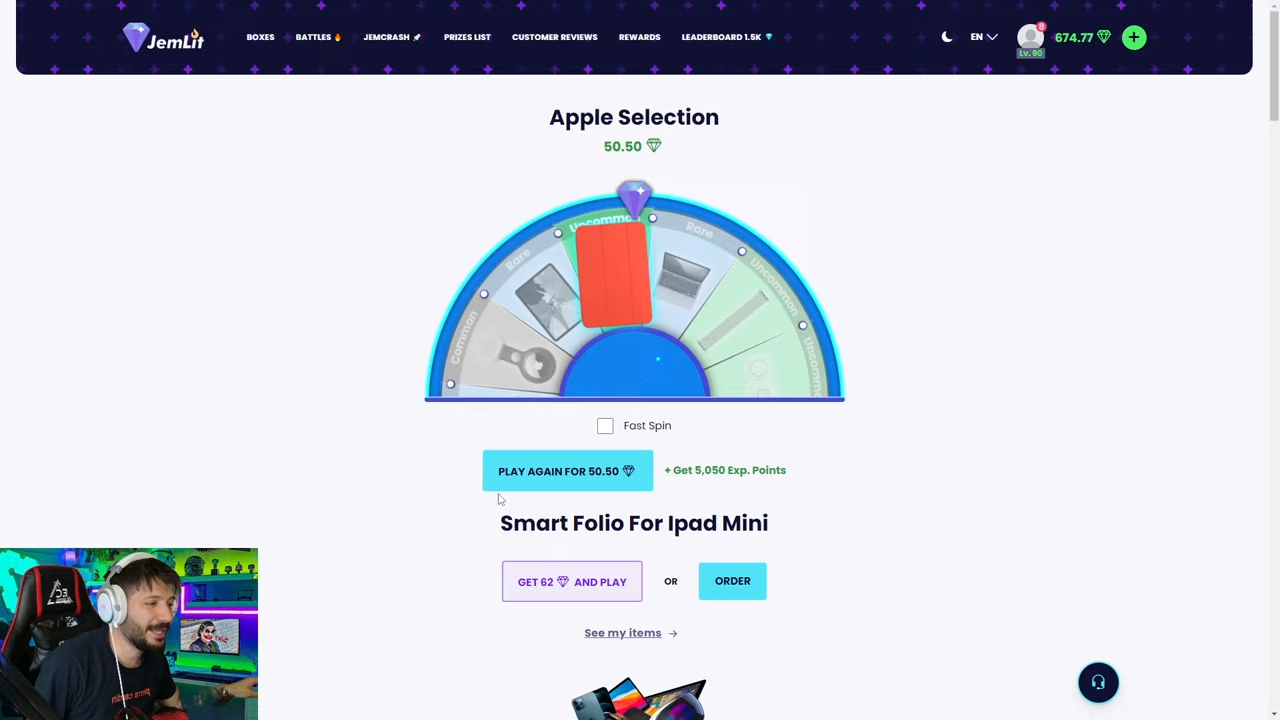 JemLit
BOXES
BATTLES 🔥
JEMCRASH 🚀
PRIZES LIST
CUSTOMER REVIEWS
REWARDS
LEADERBOARD 1.5K 💎
EN
8
Lv. 90
674.77
+
Apple Selection
50.50
Common
Rare
Uncommon
Rare
Uncommon
Uncommo
Fast Spin
PLAY AGAIN FOR 50.50
+ Get 5,050 Exp. Points
Smart Folio For Ipad Mini
GET 62 AND PLAY
OR
ORDER
See my items →